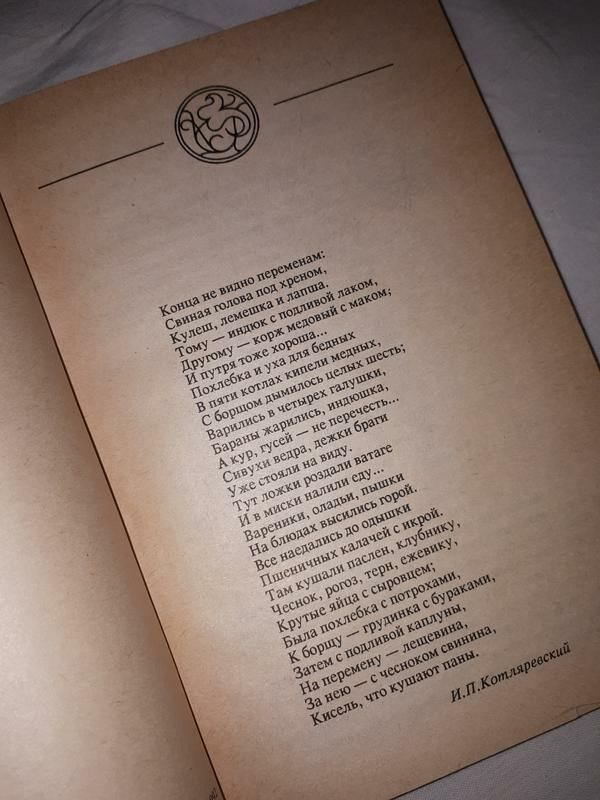 Конца не видно переменам:
Свиная голова под хреном,
Кулеш, лемешка и лапша.
Тому — индюк с подливой лаком,
Другому — корж медовый с маком;
И путря тоже хороша...
Похлебка и уха для бедных
В пяти котлах кипели медных,
С борщом дымилось целых шесть;
Варились в четырех галушки,
Бараны жарились, индюшка,
А кур, гусей — не перечесть...
Сивухи ведра, дежки браги
Уже стояли на виду.
Тут ложки роздали ватаге
И в миски налили еду...
Вареники, оладьи, пышки
На блюдах высились горой.
Все наедались до одышки
Пшеничных калачей с икрой.
Там кушали паслен, клубнику,
Чеснок, рогоз, терн, ежевику,
Крутые яйца с сыровцем;
Была похлебка с потрохами,
К борщу — грудинка с бураками,
Затем с подливой каплуны,
На перемену — лещевина,
За нею — с чесноком свинина,
Кисель, что кушают паны.
И.П.Котляревский